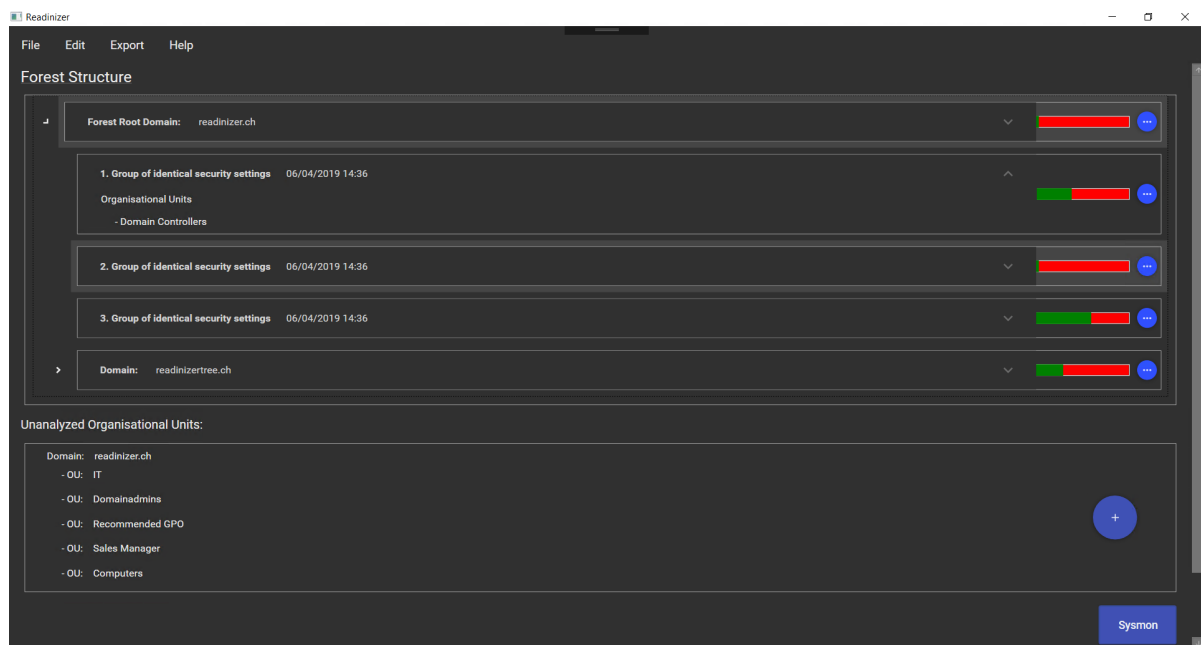 Readinizer
File Edit Export Help
Forest Structure
Forest Root Domain: readinizer.ch
1. Group of identical security settings 06/04/2019 14:36
Organisational Units
- Domain Controllers
2. Group of identical security settings 06/04/2019 14:36
3. Group of identical security settings 06/04/2019 14:36
Domain: readinizertree.ch
Unanalyzed Organisational Units:
Domain: readinizer.ch
- OU: IT
- OU: Domainadmins
- OU: Recommended GPO
- OU: Sales Manager
- OU: Computers
+
Sysmon